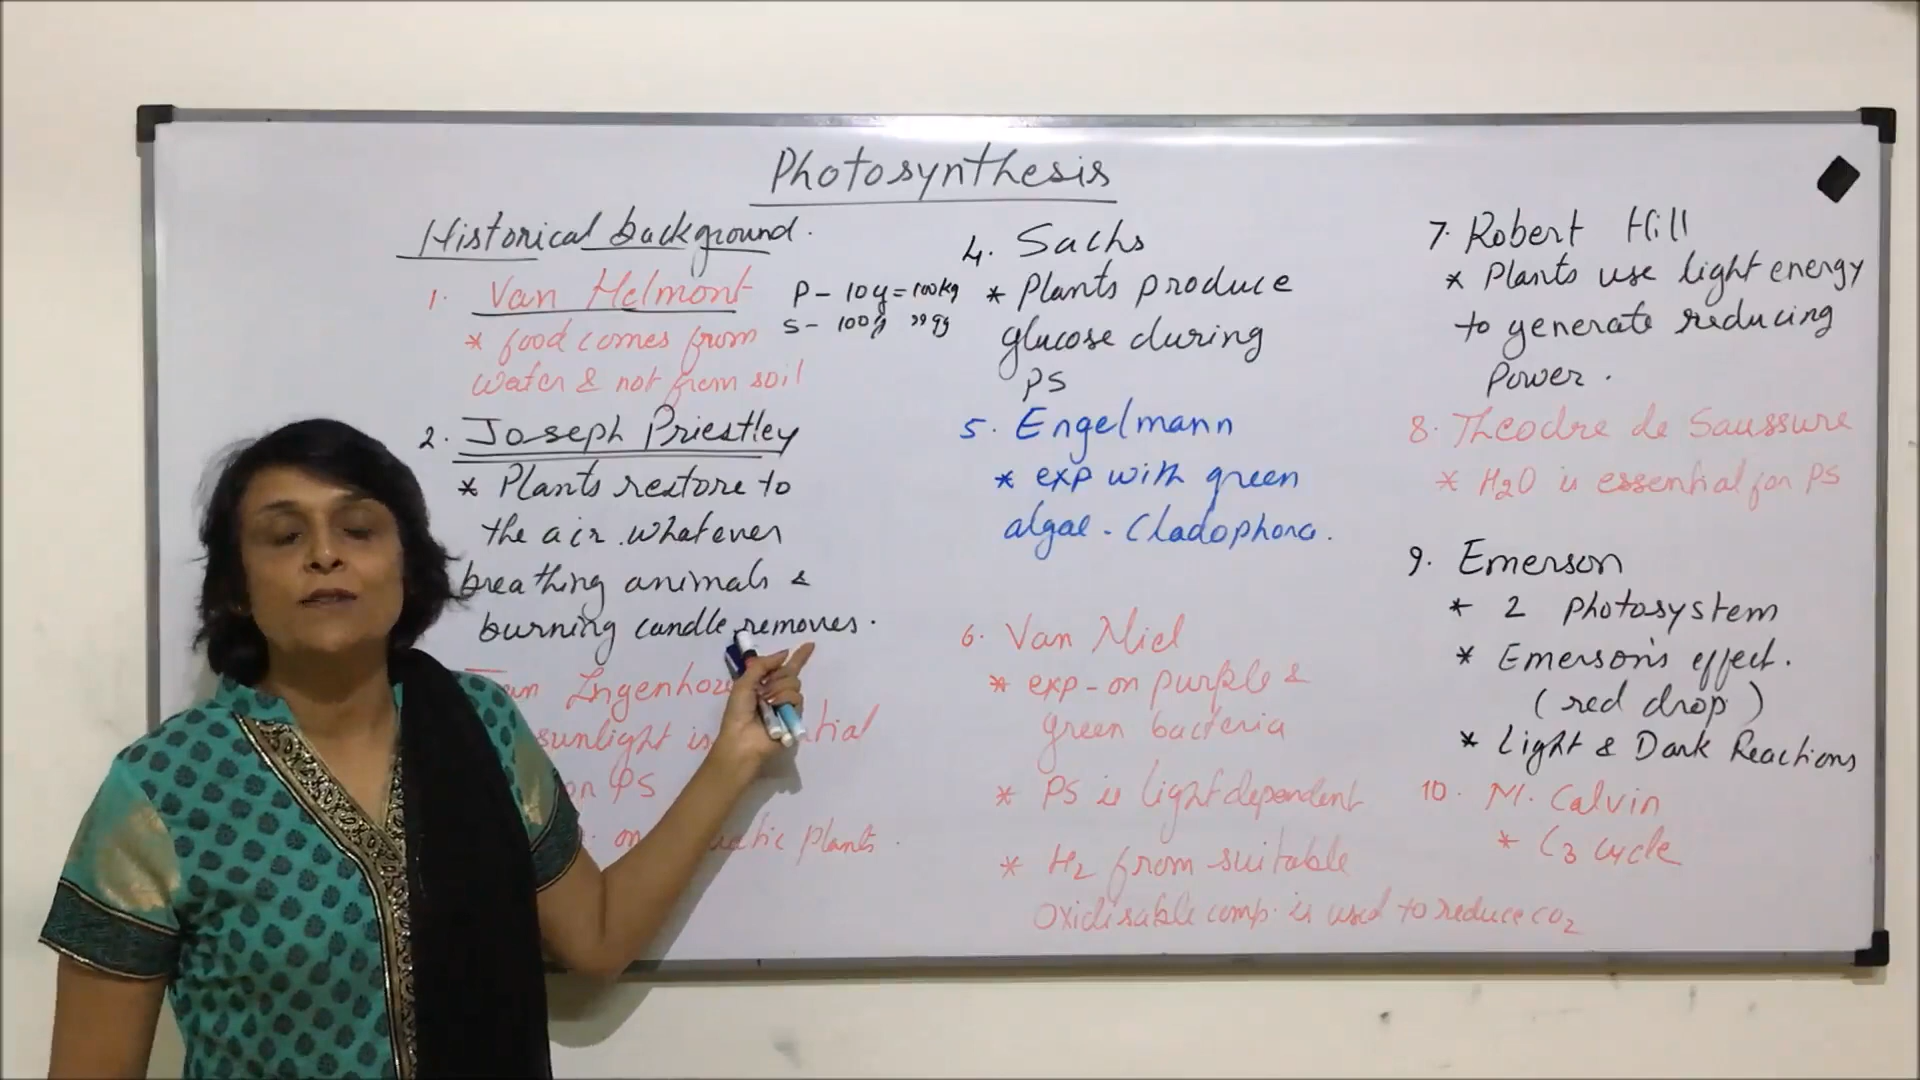 Photosynthesis
Historical background.
1. Van Helmont
* food comes from
water & not from soil
P - 10y = 100kg
S - 100g 99g
2. Joseph Priestley
* Plants restore to
the air whatever
breathing animals &
burning candle removes.
Ingenhou
sunlight is
PS
plants.
4. Sachs
* Plants produce
glucose during
PS
5. Engelmann
* exp with green
algae - Cladophora.
6. Van Niel
* exp - on purple &
green bacteria
* PS is light dependent
* H2 from suitable
oxidisable comp. is used to reduce CO2
7. Robert Hill
* Plants use light energy
to generate reducing
Power.
8. Theodre de Saussure
* H2O is essential for PS
9. Emerson
* 2 Photosystem
* Emerson's effect.
(red drop)
* Light & Dark Reactions
10. M. Calvin
* C3 cycle